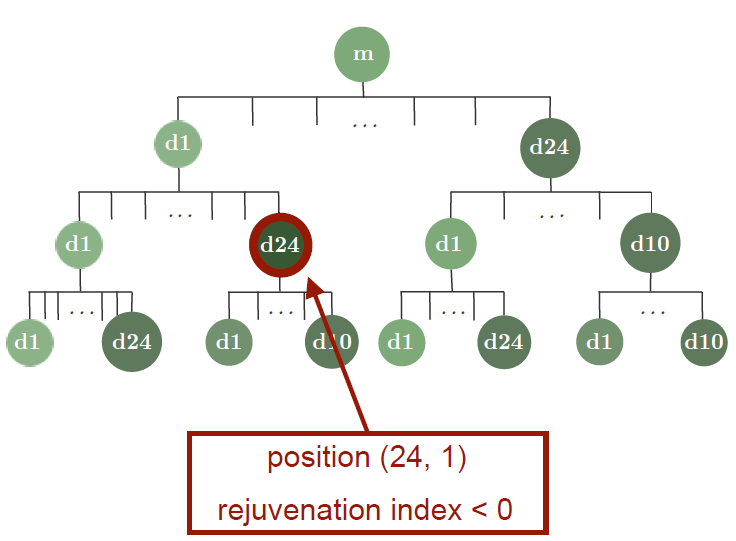 m
...
d1
d24
...
...
d1
d24
d1
d10
...
...
...
...
d1
d24
d1
d10
d1
d24
d1
d10
position (24, 1)
rejuvenation index < 0